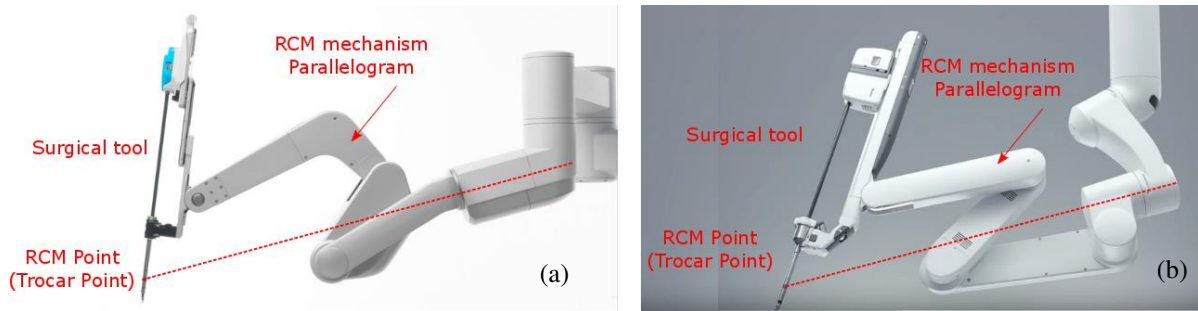 RCM mechanism
Parallelogram
Surgical tool
RCM Point
(Trocar Point)
(a)
RCM mechanism
Parallelogram
Surgical tool
RCM Point
(Trocar Point)
(b)